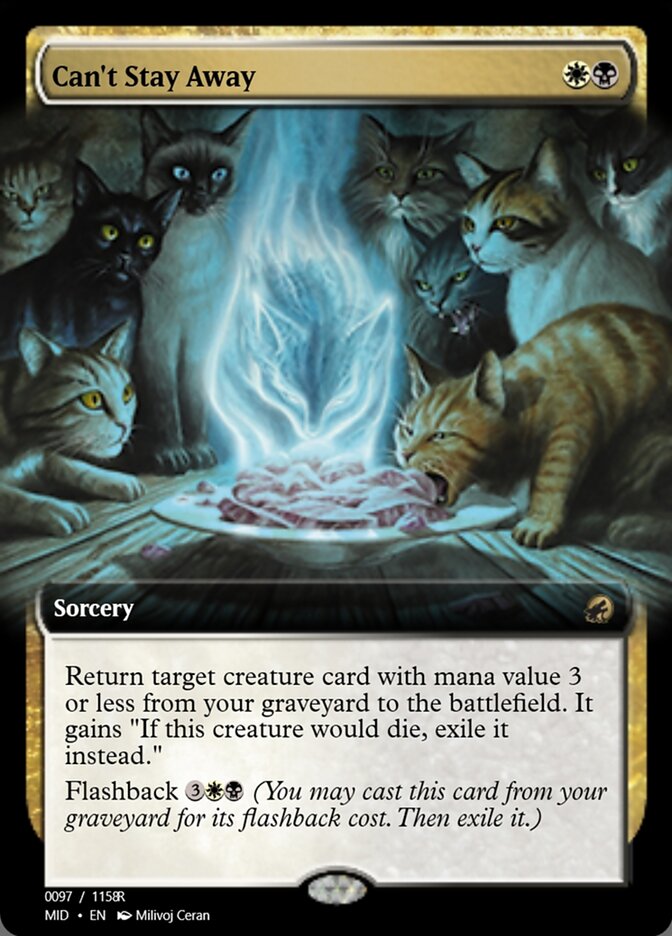 Can't Stay Away
Sorcery
Return target creature card with mana value 3
or less from your graveyard to the battlefield. It
gains "If this creature would die, exile it
instead."
Flashback 3 (You may cast this card from your
graveyard for its flashback cost. Then exile it.)
0097 / 1158R
MID • EN Milivoj Ceran